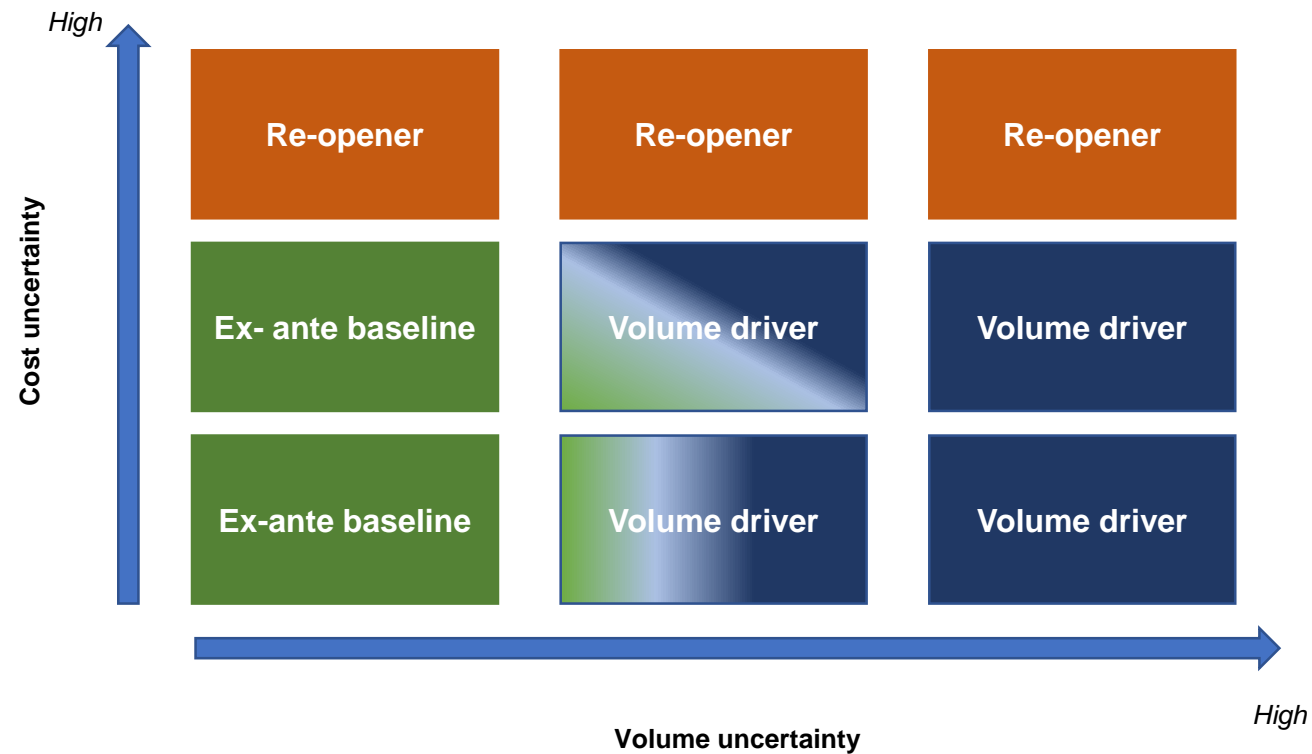 High
Re-opener
Re-opener
Re-opener
Cost uncertainty
Ex- ante baseline
Volume driver
Volume driver
Ex-ante baseline
Volume driver
Volume driver
High
Volume uncertainty